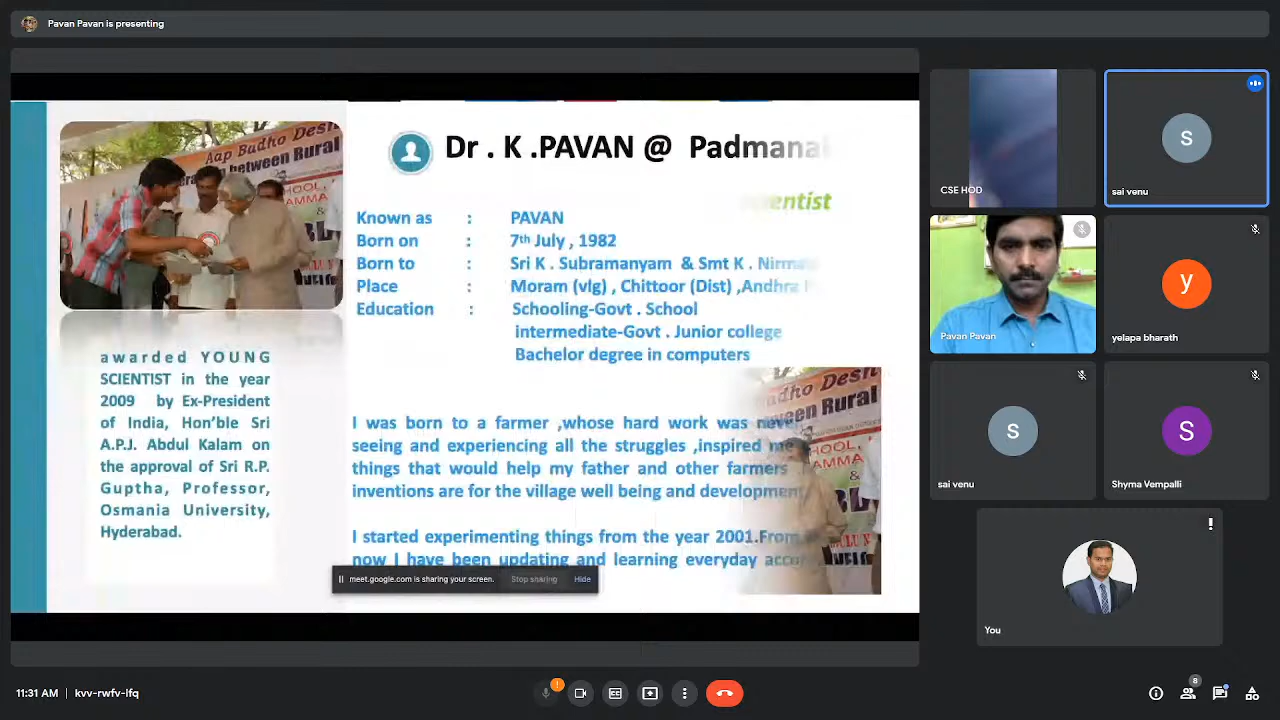 Pavan Pavan is presenting
Aap Budho Desh
between Rural
Dr . K .PAVAN @ Padmana
scientist
Known as : PAVAN
Born on : 7th July , 1982
Born to : Sri K . Subramanyam & Smt K .
Place : Moram (vlg) , Chittoor (Dist) ,Andhra
Education : Schooling-Govt . School
intermediate-Govt . Junior college
Bachelor degree in computers
awarded YOUNG
SCIENTIST in the year
2009 by Ex-President
of India, Hon'ble Sri
A.P.J. Abdul Kalam on
the approval of Sri R.P.
Guptha, Professor,
Osmania University,
Hyderabad.
I was born to a farmer ,whose hard work was never
seeing and experiencing all the struggles ,inspired me
things that would help my father and other farmers
inventions are for the village well being and development
I started experimenting things from the year 2001.From
now I have been updating and learning everyday
meet.google.com is sharing your screen. Stop sharing Hide
CSE HOD
S
sai venu
Pavan Pavan
y
yelapa bharath
S
sai venu
S
Shyma Vempalli
You
11:31 AM | kvv-rwfv-lfq
8